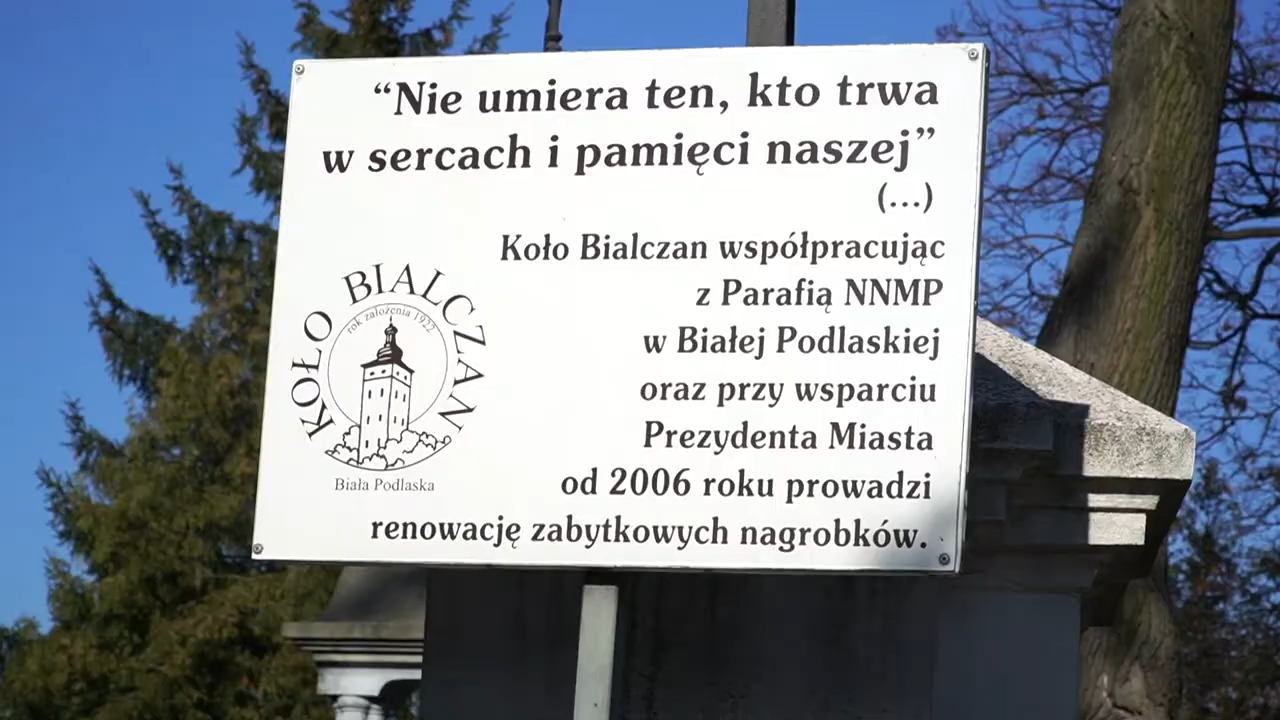 “Nie umiera ten, kto trwa
w sercach i pamięci naszej”
(...)
Koło Bialczan współpracując
z Parafią NNMP
w Białej Podlaskiej
oraz przy wsparciu
Prezydenta Miasta
od 2006 roku prowadzi
renowację zabytkowych nagrobków.
KOŁO BIALCZAN
rok założenia 1922
Biała Podlaska